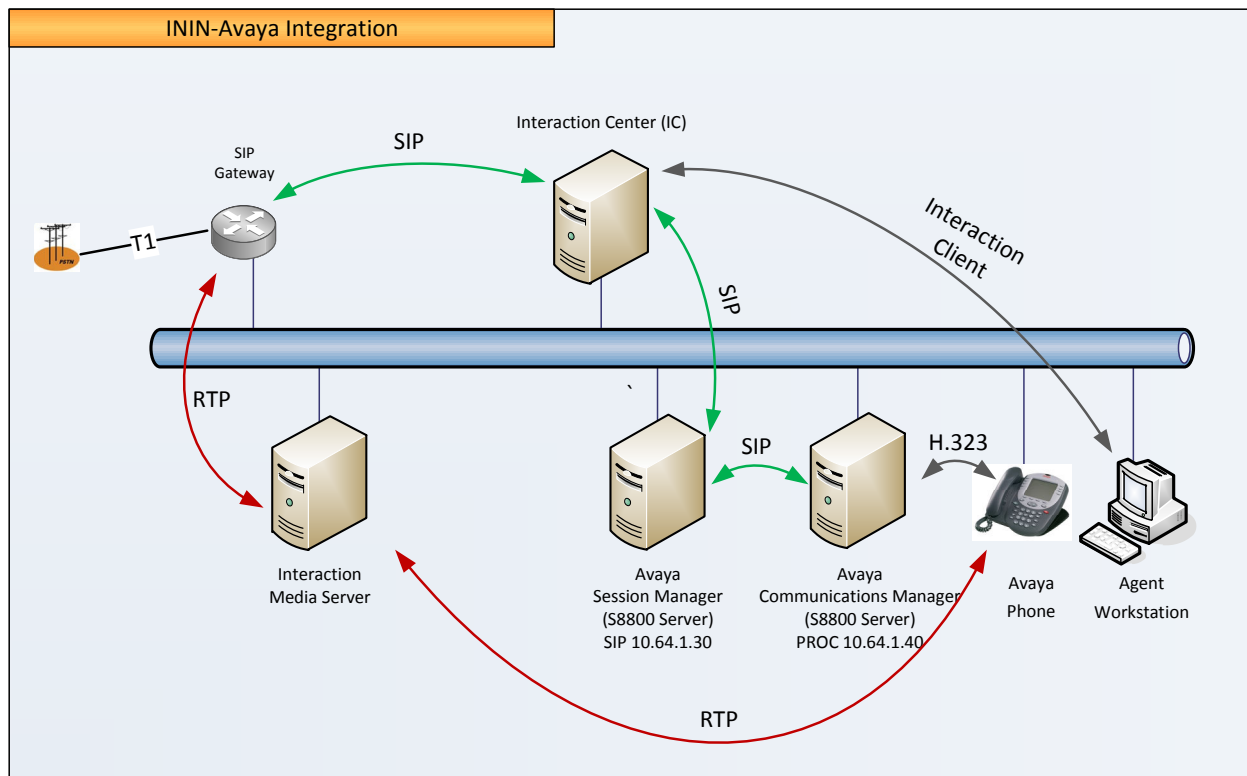 ININ-Avaya Integration
Interaction Center (IC)
SIP
SIP
Gateway
PSTN
T1
Interaction
Client
SIP
RTP
`
SIP
H.323
Interaction
Media Server
Avaya
Session Manager
(S8800 Server)
SIP 10.64.1.30
Avaya
Communications Manager
(S8800 Server)
PROC 10.64.1.40
Avaya
Phone
Agent
Workstation
RTP